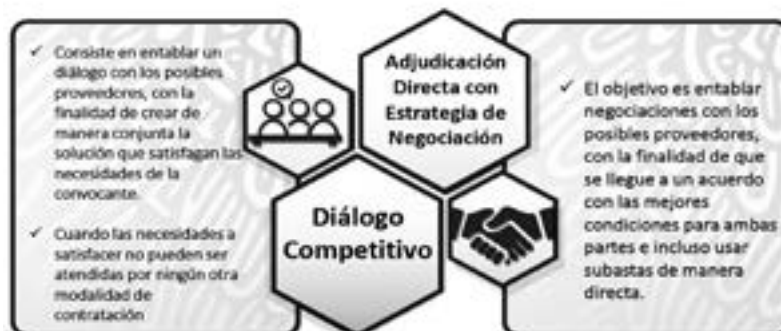 ✓ Consiste en entablar un
diálogo con los posibles
proveedores, con la
finalidad de crear de
manera conjunta la
solución que satisfagan las
necesidades de la
convocante.
✓ Cuando las necesidades a
satisfacer no pueden ser
atendidas por ningún otra
modalidad de
contratación
Adjudicación
Directa con
Estrategia de
Negociación
Diálogo
Competitivo
✓ El objetivo es entablar
negociaciones con los
posibles proveedores,
con la finalidad de que
se llegue a un acuerdo
con las mejores
condiciones para ambas
partes e incluso usar
subastas de manera
directa.